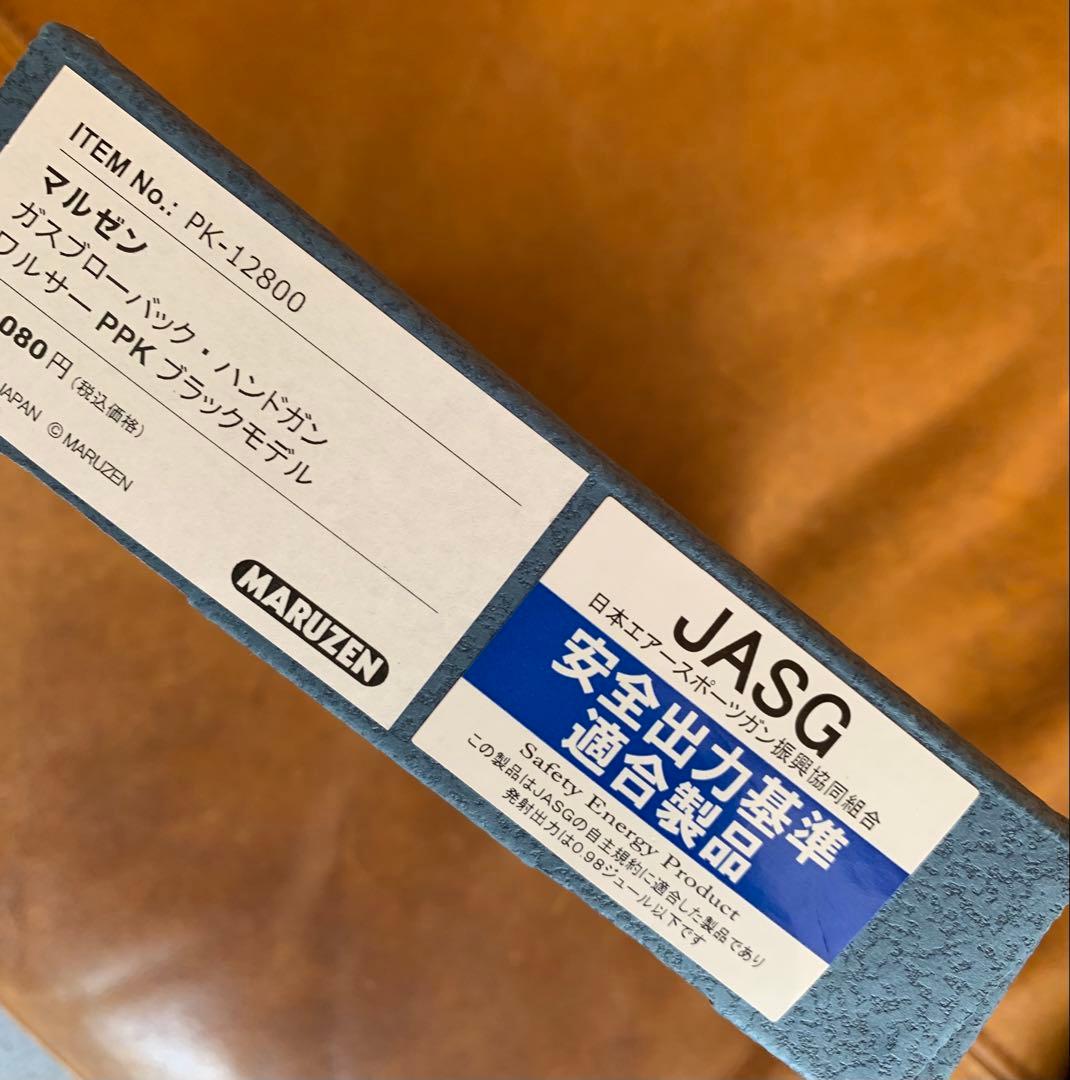 ITEM No.: PK-12800
マルゼン
ガスブローバック・ハンドガン
ワルサー PPK ブラックモデル
080円（税込価格）
JAPAN © MARUZEN
MARUZEN
JASG
日本エアースポーツガン振興協同組合
安全出力基準
適合製品
Safety Energy Product
この製品はJASGの自主規約に適合した製品であり
発射出力は0.98ジュール以下です